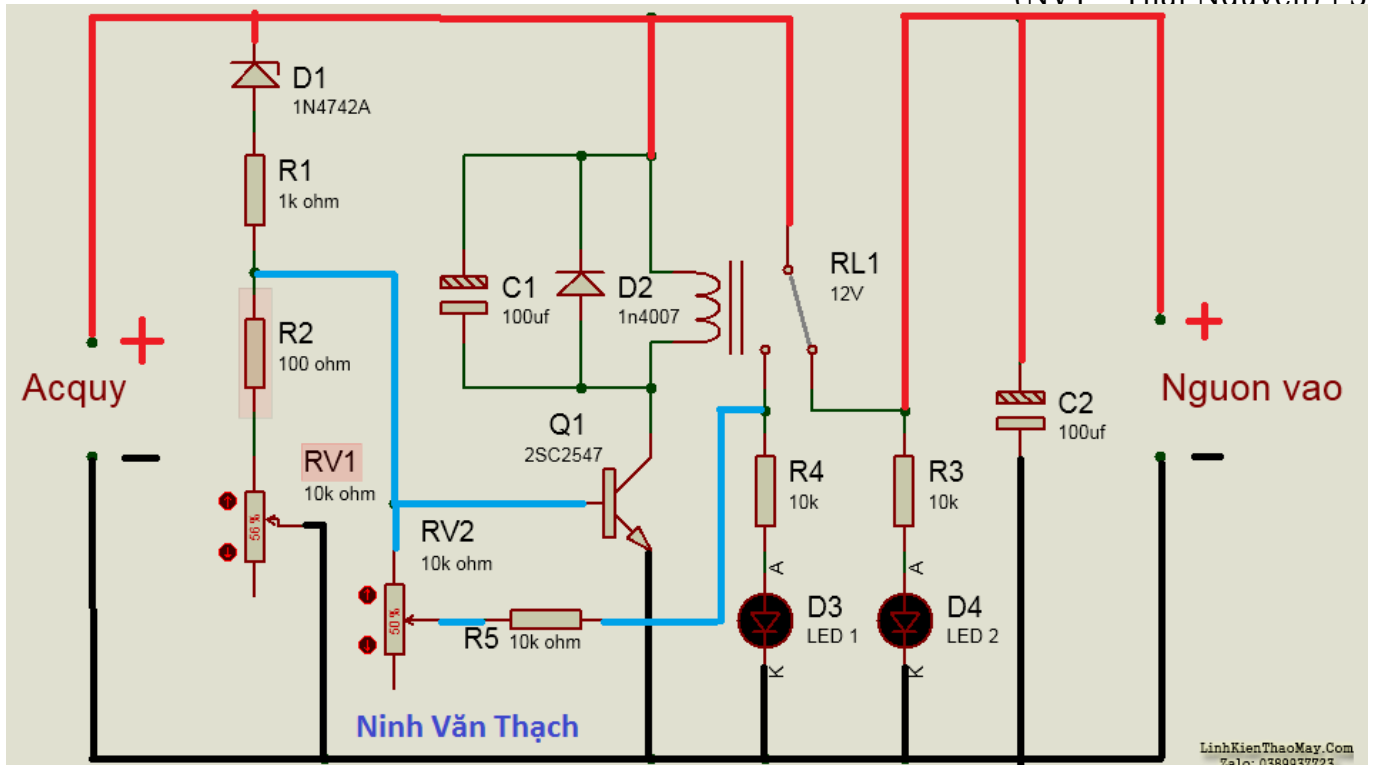 D1
1N4742A
R1
1k ohm
R2
100 ohm
RV1
10k ohm
56 %
Acquy
C1
100uf
D2
1n4007
RL1
12V
Q1
2SC2547
RV2
10k ohm
50 %
R5
10k ohm
R4
10k
R3
10k
C2
100uf
Nguon vao
A
A
D3
LED 1
D4
LED 2
K
K
Ninh Văn Thạch
LinhKienThaoMay.Com
Zalo: 0389937723